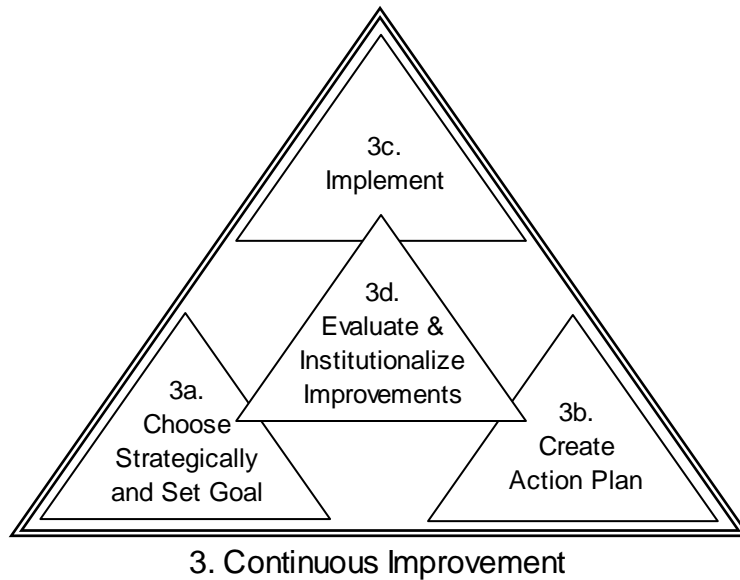 3c.
Implement
3d.
Evaluate &
Institutionalize
Improvements
3a.
Choose
Strategically
and Set Goal
3b.
Create
Action Plan
3. Continuous Improvement